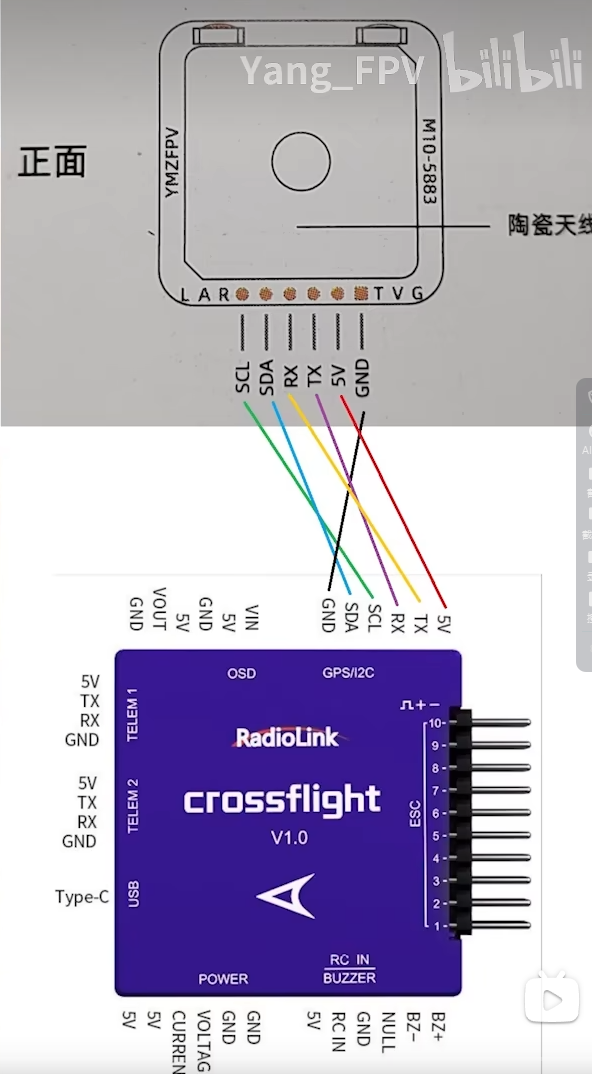 Yang_FPV bilibili
正面
YMZFPV
M10-5883
陶瓷天线
L A R T V G
SCL
SDA
RX
TX
5V
GND
GND
VOUT
5V
GND
5V
VIN
GND
SDA
SCL
RX
TX
5V
OSD
GPS/I2C
5V
TX
RX
GND
TELEM 1
5V
TX
RX
GND
TELEM 2
Type-C
USB
RadioLink
crossflight
V1.0
+ −
10
9
8
7
6
5
4
3
2
1
ESC
POWER
RC IN
BUZZER
5V
5V
CURREN
VOLTAG
GND
GND
5V
RC IN
GND
NULL
BZ−
BZ+